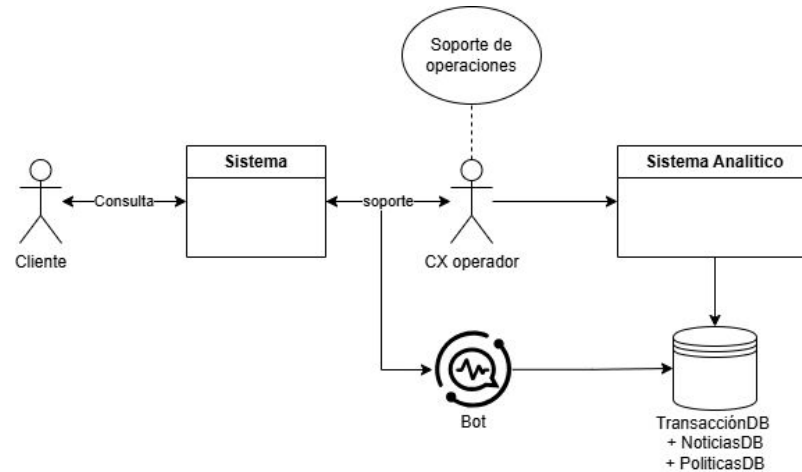 Soporte de
operaciones
Sistema
Sistema Analitico
Consulta
soporte
Cliente
CX operador
Bot
TransacciónDB
+ NoticiasDB
+ PoliticasDB